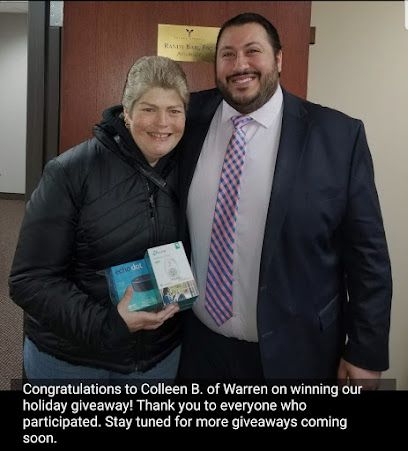 echo dot
Congratulations to Colleen B. of Warren on winning our
holiday giveaway! Thank you to everyone who
participated. Stay tuned for more giveaways coming
soon.